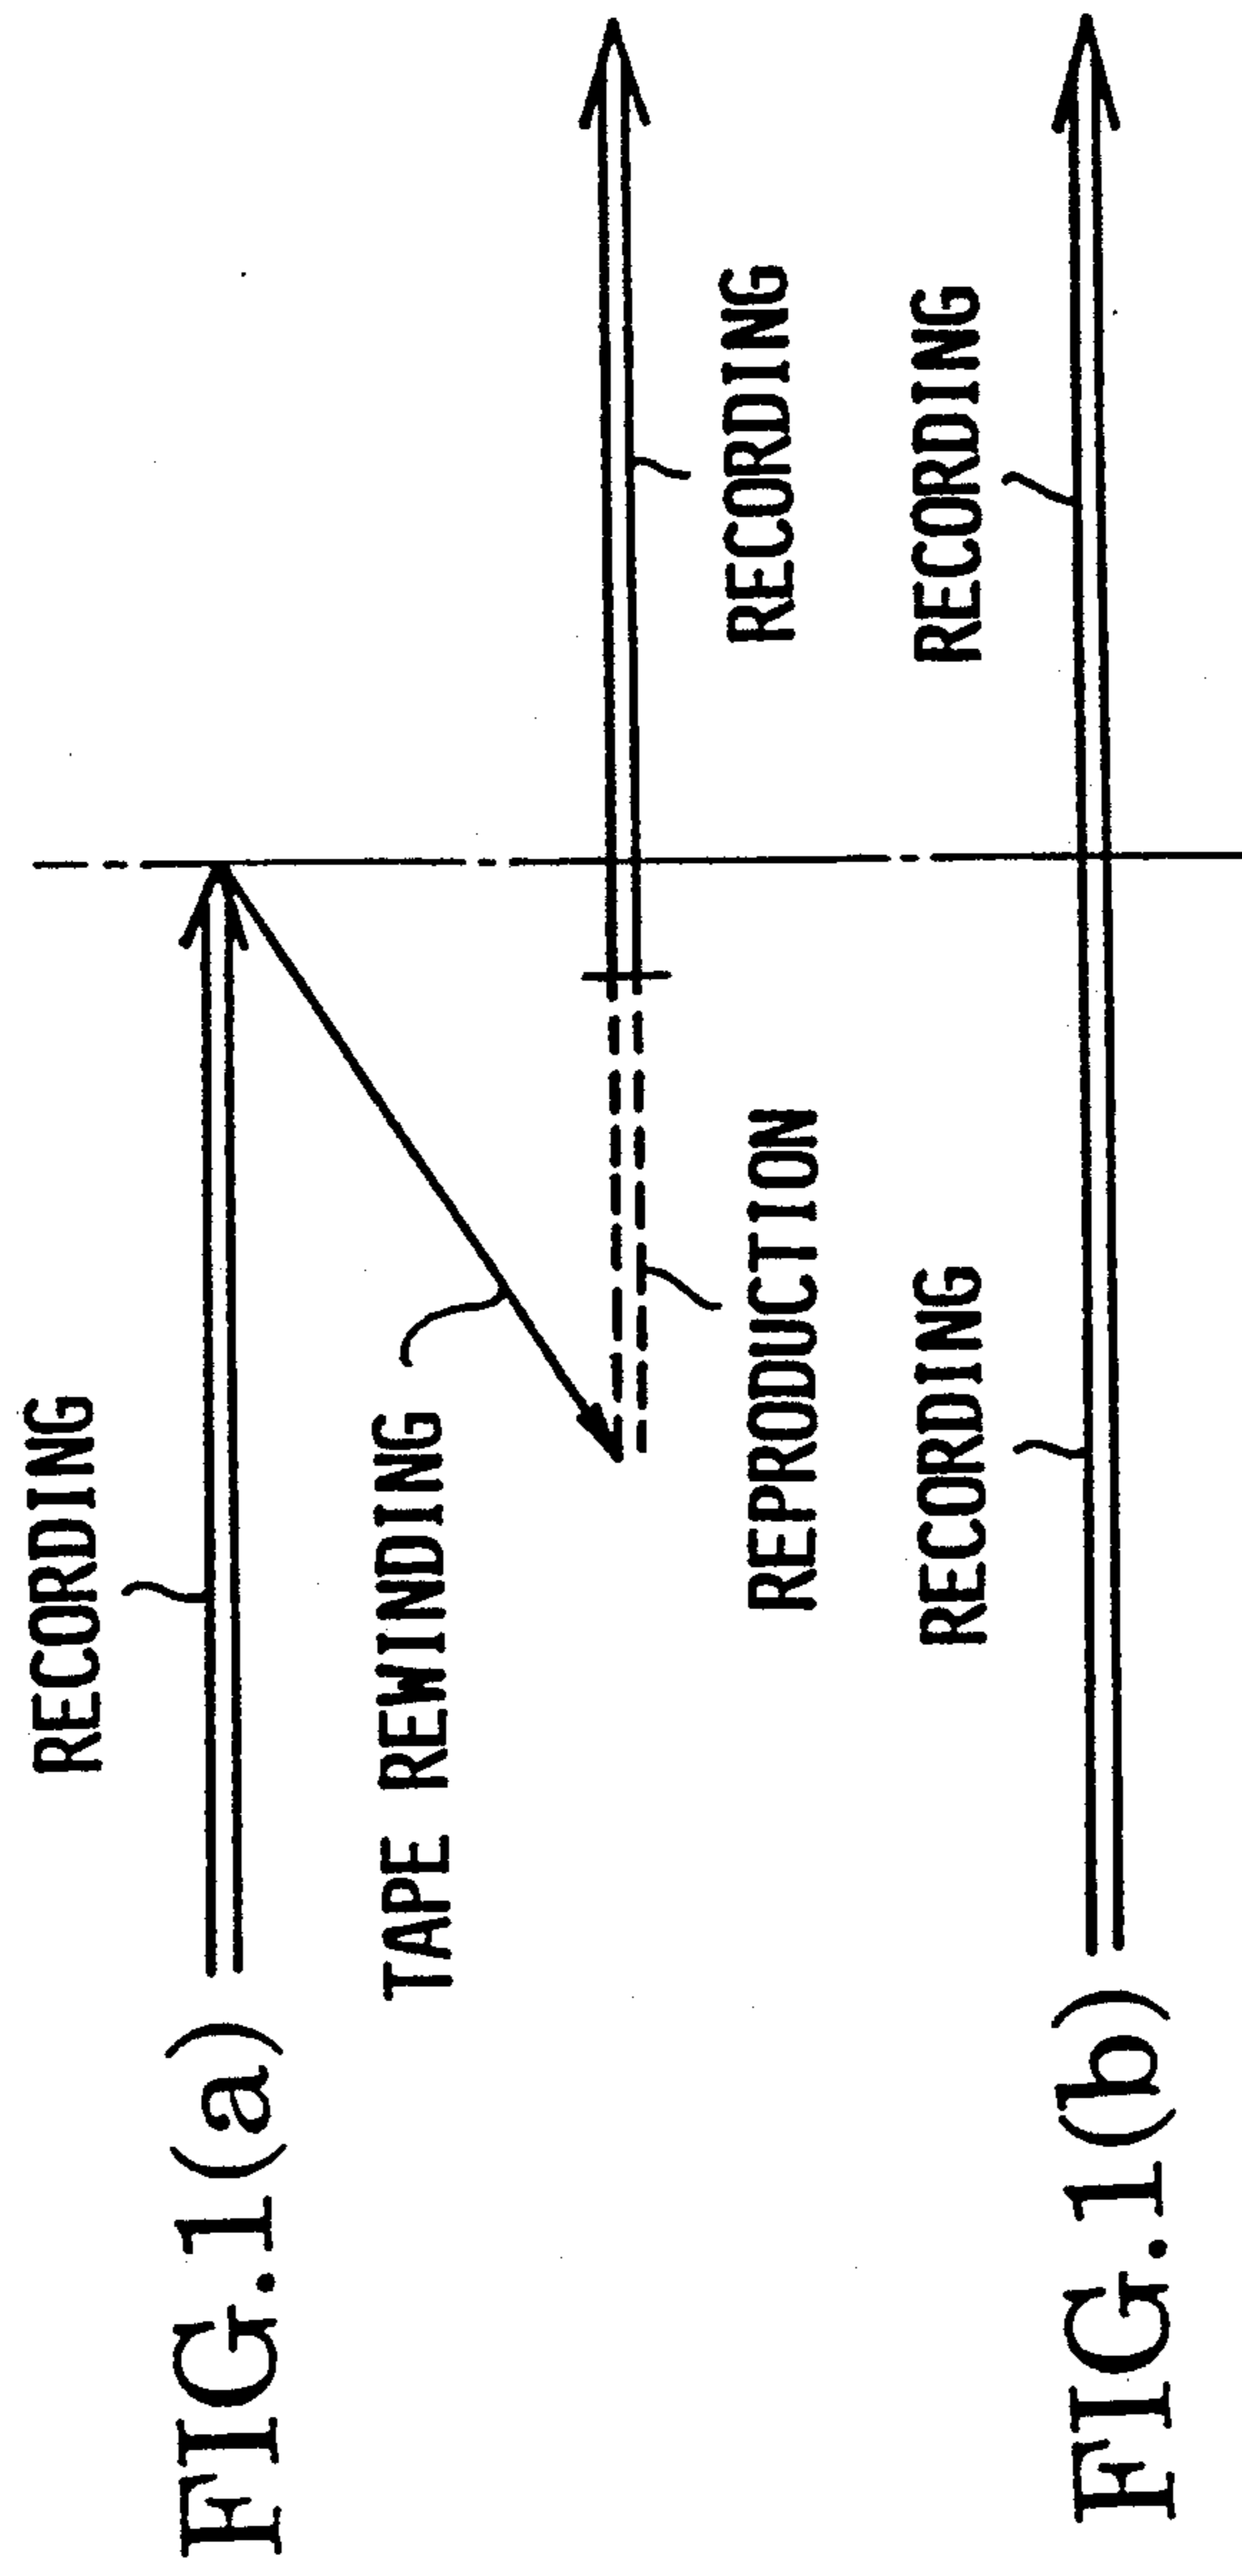 RECORDING
FIG.1(a)
TAPE REWINDING
RECORDING
REPRODUCTION
RECORDING
RECORDING
FIG.1(b)